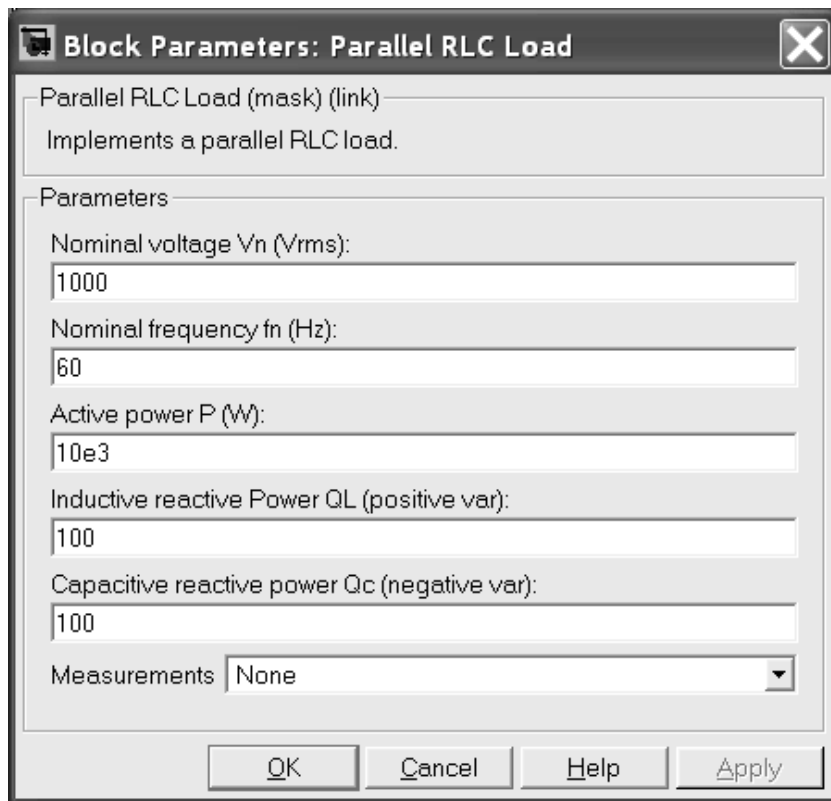 Block Parameters: Parallel RLC Load
Parallel RLC Load (mask) (link)
Implements a parallel RLC load.
Parameters
Nominal voltage Vn (Vrms):
1000
Nominal frequency fn (Hz):
60
Active power P (W):
10e3
Inductive reactive Power QL (positive var):
100
Capacitive reactive power Qc (negative var):
100
Measurements None
OK Cancel Help Apply